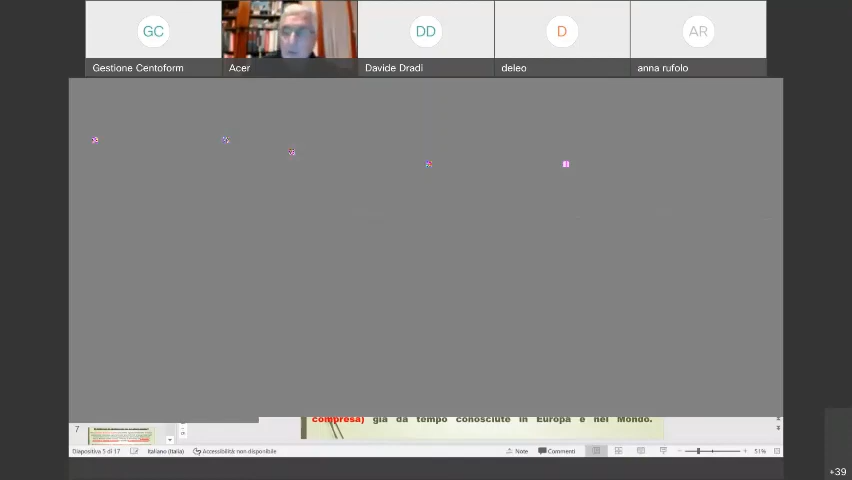 GC
DD
D
AR
Gestione Centoform
Acer
Davide Dradi
deleo
anna rufolo
compresa) già da tempo conosciute in Europa e nel Mondo.
7
Diapositiva 5 di 17
Italiano (Italia)
Accessibilità: non disponibile
Note
Commenti
51%
+39